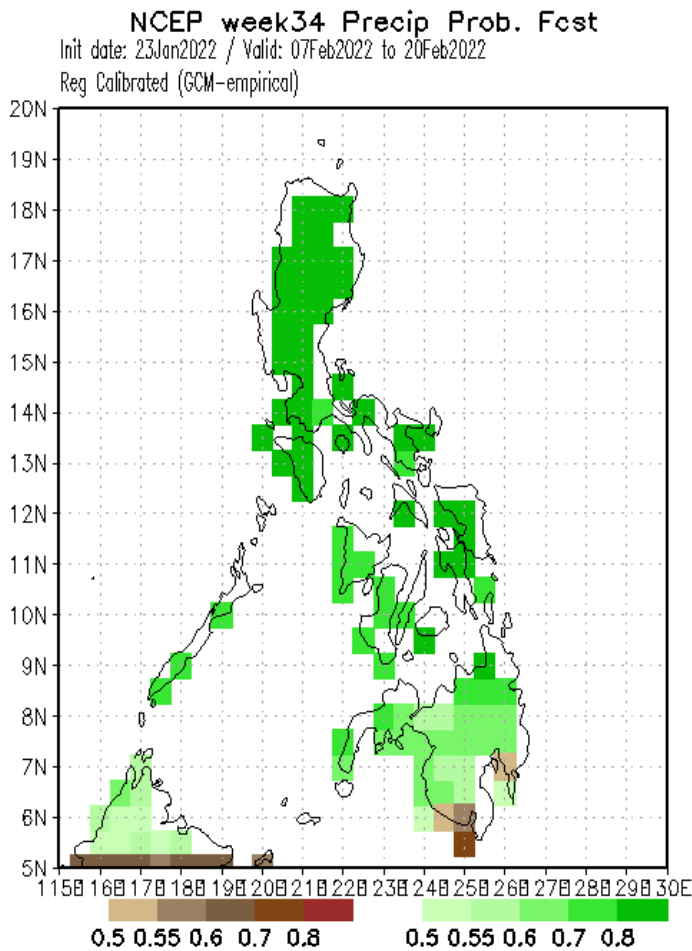 NCEP week34 Precip Prob. Fcst
Init date: 23Jan2022 / Valid: 07Feb2022 to 20Feb2022
Reg Calibrated (GCM-empirical)
20N
19N
18N
17N
16N
15N
14N
13N
12N
11N
10N
9N
8N
7N
6N
5N
115E 116E 117E 118E 119E 120E 121E 122E 123E 124E 125E 126E 127E 128E 129E 130E
0.5 0.55 0.6 0.7 0.8 0.5 0.55 0.6 0.7 0.8